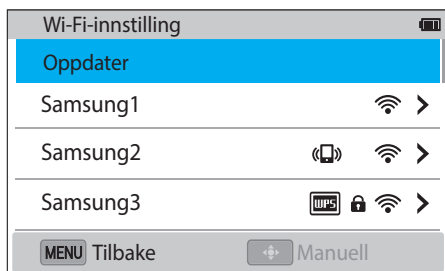 Wi-Fi-innstilling
Oppdater
Samsung1
Samsung2
Samsung3 WPS
MENU Tilbake Manuell